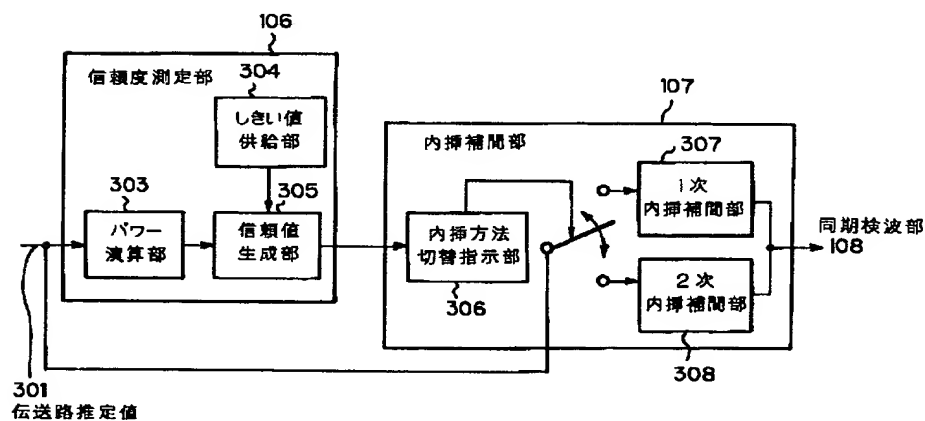 106
信頼度測定部
304
しきい値
供給部
303
パワー
演算部
305
信頼値
生成部
107
内挿補間部
307
1次
内挿補間部
内挿方法
切替指示部
306
2次
内挿補間部
308
同期検波部
108
301
伝送路推定値